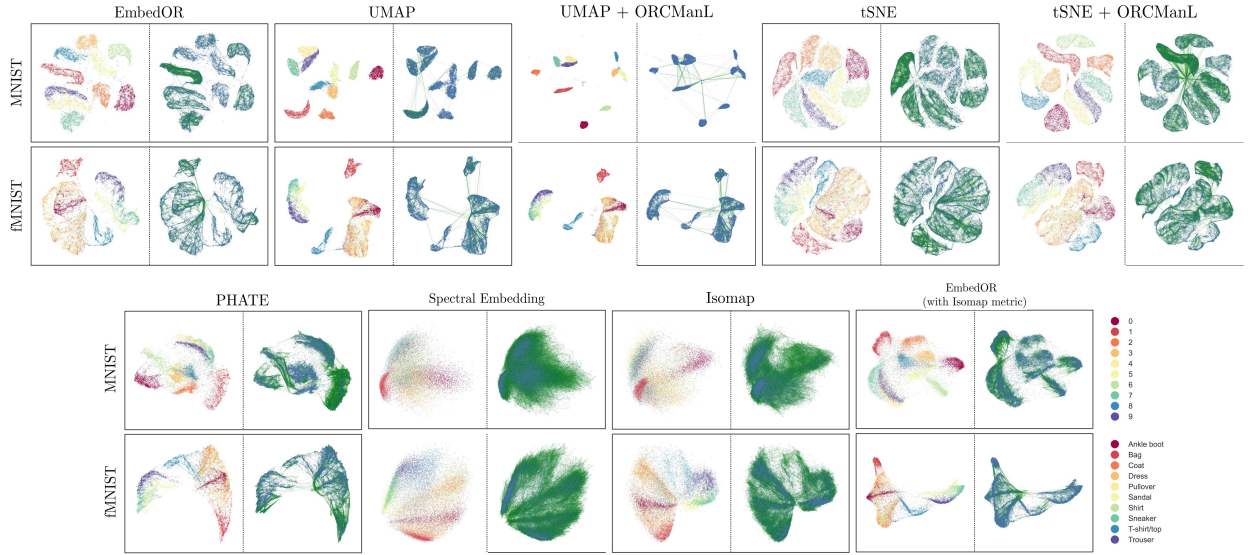 EmbedOR
UMAP
UMAP + ORCManL
tSNE
tSNE + ORCManL
MNIST
fMNIST
PHATE
Spectral Embedding
Isomap
EmbedOR
(with Isomap metric)
MNIST
fMNIST
0
1
2
3
4
5
6
7
8
9
Ankle boot
Bag
Coat
Dress
Pullover
Sandal
Shirt
Sneaker
T-shirt/top
Trouser